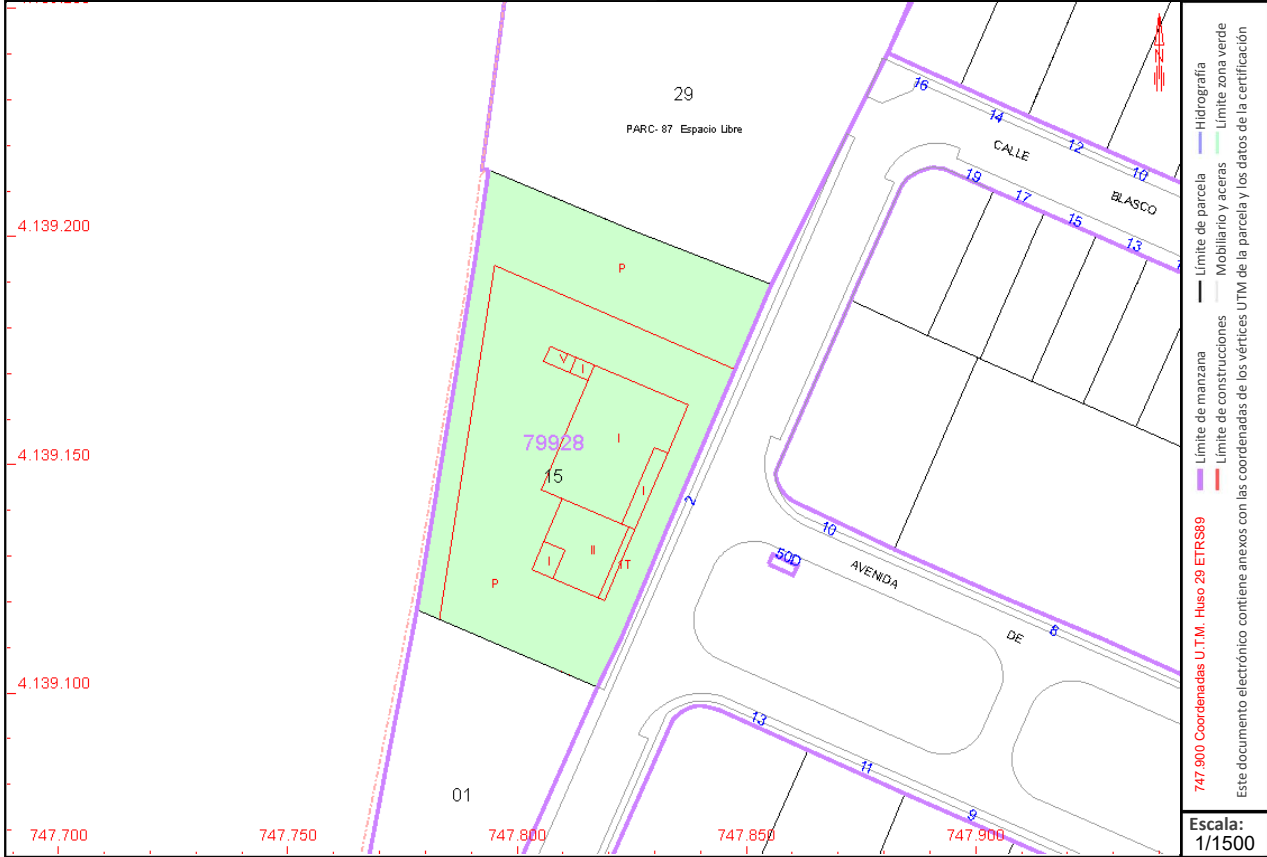 29
PARC- 87 Espacio Libre
16
14
12
10
CALLE
BLASCO
19
17
15
13
4.139.200
P
V
I
I
79928
15
I
4.139.150
2
10
II
I
1T
50D
AVENIDA
P
DE
8
4.139.100
13
11
9
01
747.700
747.750
747.800
747.850
747.900
747.900 Coordenadas U.T.M. Huso 29 ETRS89
Límite de manzana
Límite de parcela
Hidrografía
Límite de construcciones
Mobiliario y aceras
Límite zona verde
Este documento electrónico contiene anexos con las coordenadas de los vértices UTM de la parcela y los datos de la certificación
Escala:
1/1500